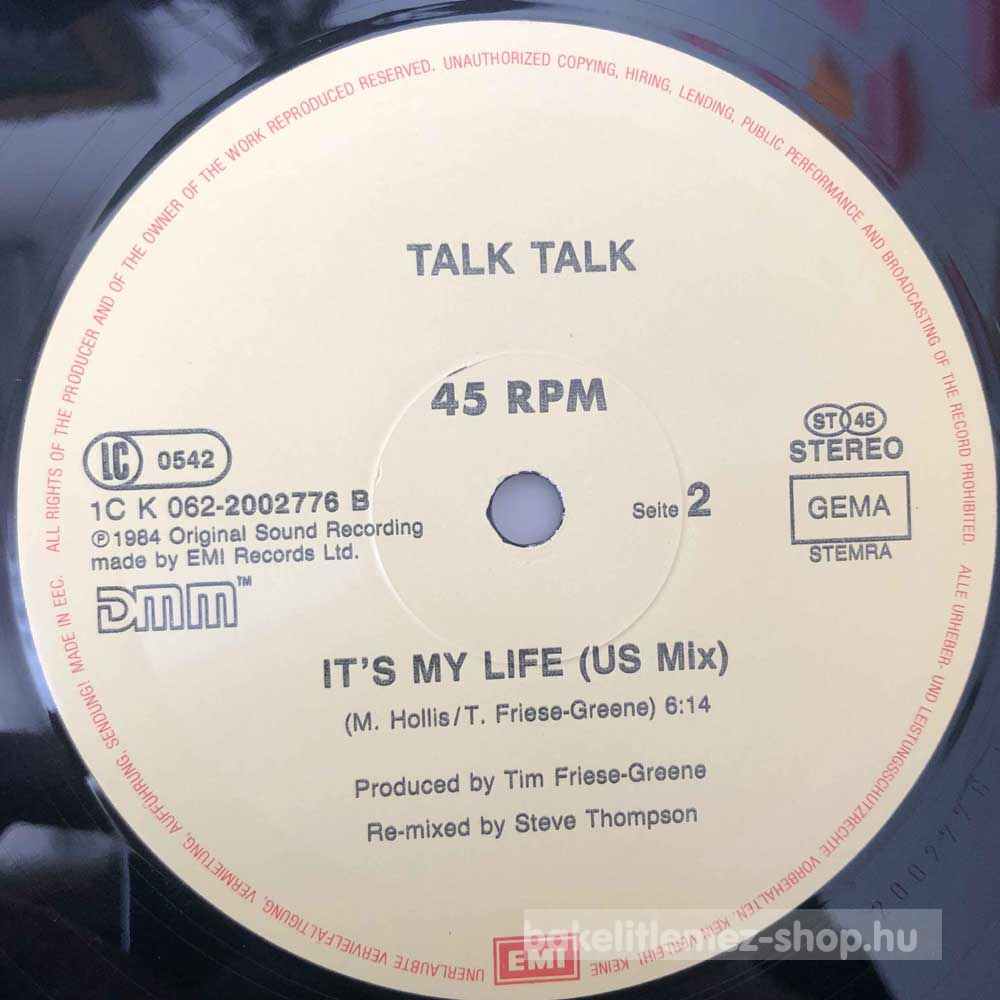 ALL RIGHTS OF THE PRODUCER AND OF THE OWNER OF THE WORK REPRODUCED RESERVED. UNAUTHORIZED COPYING, HIRING, LENDING, PUBLIC PERFORMANCE AND BROADCASTING OF THE RECORD PROHIBITED.
ALLE URHEBER- UND LEISTUNGSSCHUTZRECHTE VORBEHALTEN. KEIN VERLEIH! KEINE UNERLAUBTE VERVIELFÄLTIGUNG, VERMIETUNG, AUFFÜHRUNG, SENDUNG! MADE IN EEC.
TALK TALK
45 RPM
LC 0542
1C K 062-2002776 B
℗1984 Original Sound Recording
made by EMI Records Ltd.
DMM™
Seite 2
ST 45
STEREO
GEMA
STEMRA
IT'S MY LIFE (US Mix)
(M. Hollis/T. Friese-Greene) 6:14
Produced by Tim Friese-Greene
Re-mixed by Steve Thompson
EMI
bakelitlemez-shop.hu